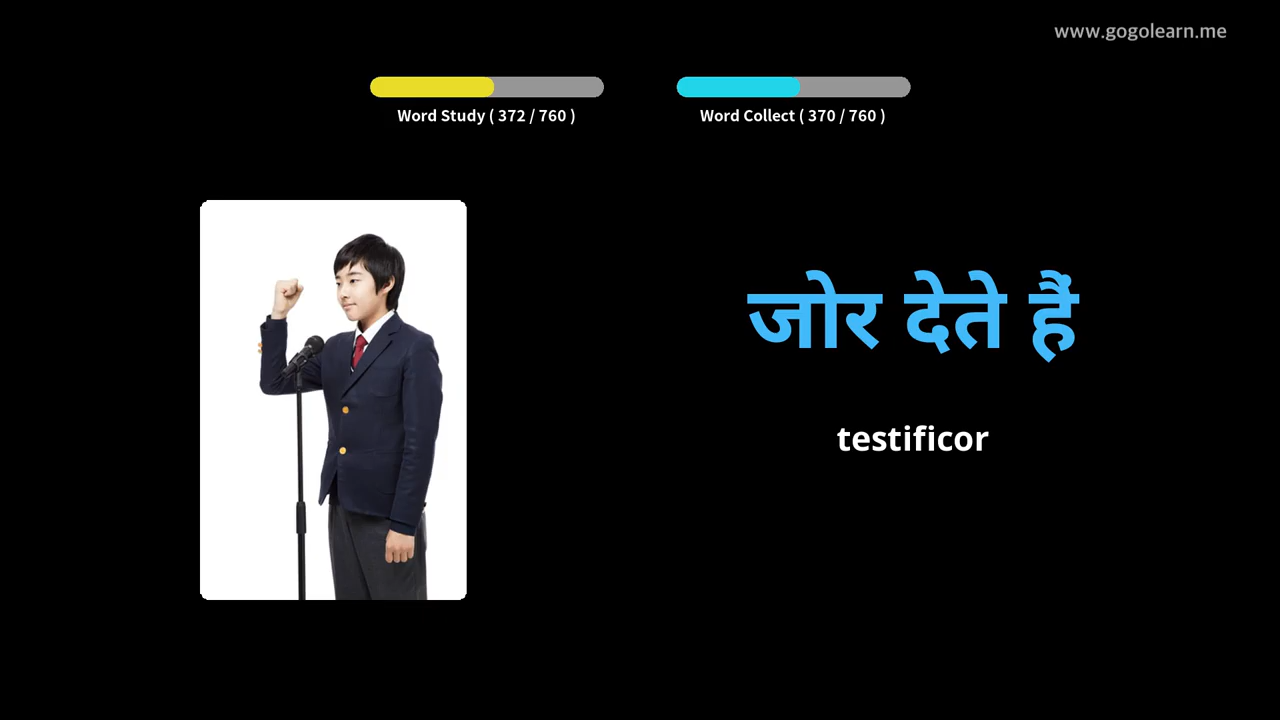 www.gogolearn.me
Word Study ( 372 / 760 )
Word Collect ( 370 / 760 )
जोर देते हैं
testificor